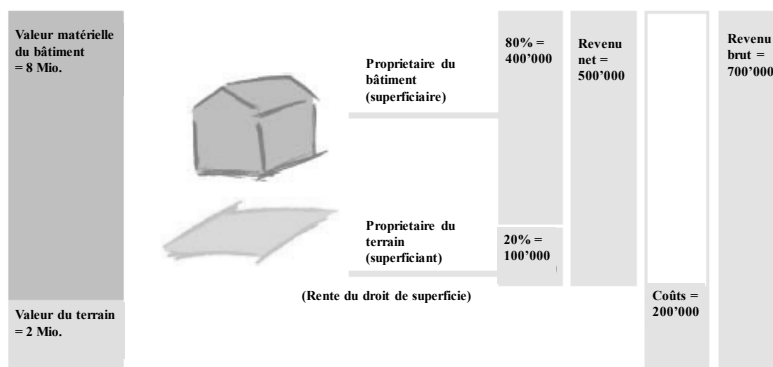 Valeur matérielle
du bâtiment
= 8 Mio.
Valeur du terrain
= 2 Mio.
Proprietaire du
bâtiment
(superficiaire)
Proprietaire du
terrain
(superficiant)
(Rente du droit de superficie)
80% =
400’000
20% =
100’000
Revenu
net =
500’000
Coûts =
200’000
Revenu
brut =
700’000